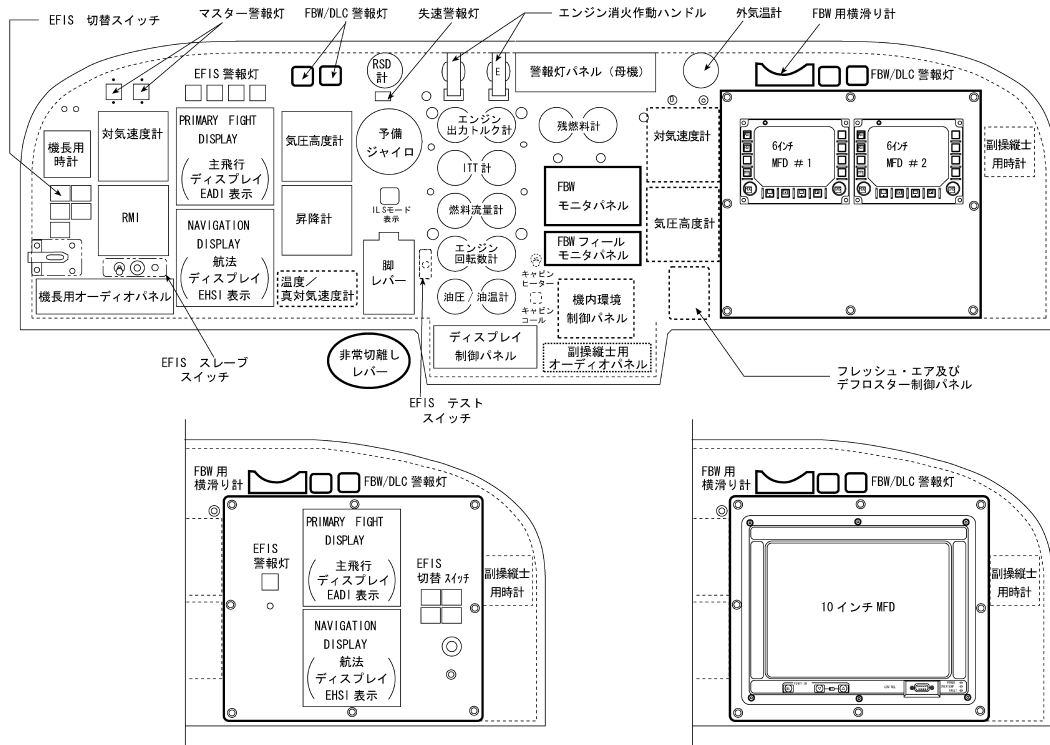 EFIS 切替スイッチ
マスター警報灯
FBW/DLC 警報灯
失速警報灯
エンジン消火作動ハンドル
外気温計
FBW 用横滑り計
EFIS 警報灯
RSD
計
E
警報灯パネル（母機）
FBW/DLC 警報灯
機長用
時計
対気速度計
PRIMARY FIGHT
DISPLAY
主飛行
ディスプレイ
EADI 表示
気圧高度計
予備
ジャイロ
エンジン
出力トルク計
残燃料計
対気速度計
6インチ
MFD ＃1
6インチ
MFD ＃2
副操縦士
用時計
ITT 計
RMI
NAVIGATION
DISPLAY
航法
ディスプレイ
EHSI 表示
昇降計
ILSモード
表示
燃料流量計
FBW
モニタパネル
気圧高度計
エンジン
回転数計
FBW フィール
モニタパネル
脚
レバー
温度／
真対気速度計
キャビン
ヒーター
キャビン
コール
機長用オーディオパネル
油圧
油温計
機内環境
制御パネル
ディスプレイ
制御パネル
副操縦士用
オーディオパネル
非常切離し
レバー
EFIS スレーブ
スイッチ
EFIS テスト
スイッチ
フレッシュ・エア及び
デフロスター制御パネル
FBW 用
横滑り計
FBW/DLC 警報灯
PRIMARY FIGHT
DISPLAY
主飛行
ディスプレイ
EADI 表示
EFIS
警報灯
EFIS
切替 スイッチ
副操縦士
用時計
NAVIGATION
DISPLAY
航法
ディスプレイ
EHSI 表示
FBW 用
横滑り計
FBW/DLC 警報灯
10 インチ MFD
副操縦士
用時計